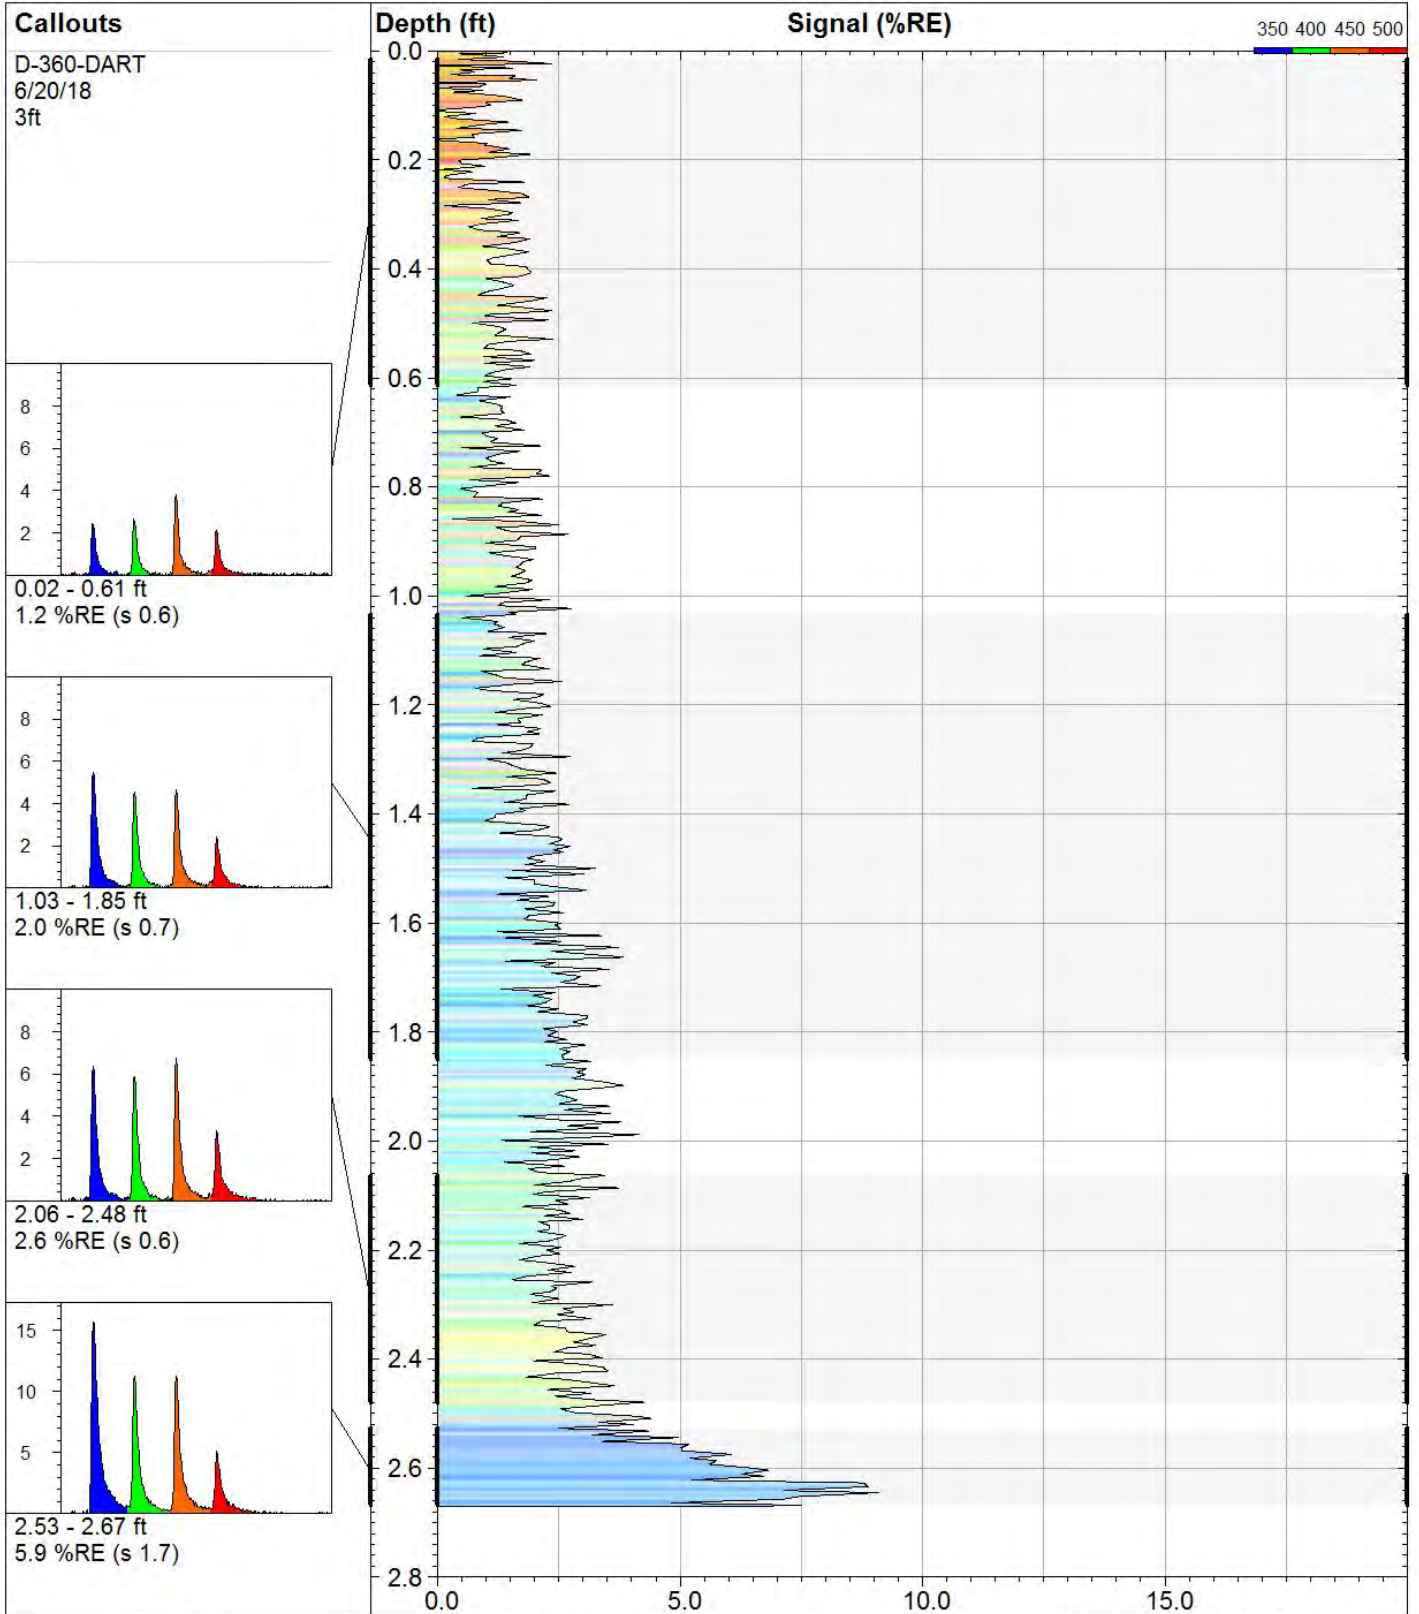 Callouts
D-360-DART
6/20/18
3ft
8
6
4
2
0.02 - 0.61 ft
1.2 %RE (s 0.6)
8
6
4
2
1.03 - 1.85 ft
2.0 %RE (s 0.7)
8
6
4
2
2.06 - 2.48 ft
2.6 %RE (s 0.6)
15
10
5
2.53 - 2.67 ft
5.9 %RE (s 1.7)
Depth (ft)
Signal (%RE)
350 400 450 500
0.0
0.2
0.4
0.6
0.8
1.0
1.2
1.4
1.6
1.8
2.0
2.2
2.4
2.6
2.8
0.0 5.0 10.0 15.0